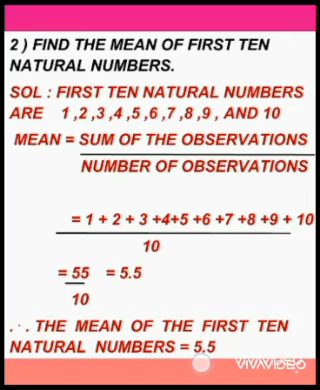 2 ) FIND THE MEAN OF FIRST TEN
NATURAL NUMBERS.
SOL : FIRST TEN NATURAL NUMBERS
ARE 1 ,2 ,3 ,4 ,5 ,6 ,7 ,8 ,9 , AND 10
MEAN = SUM OF THE OBSERVATIONS
NUMBER OF OBSERVATIONS
= 1 + 2 + 3 +4+5 +6 +7 +8 +9 + 10
10
= 55 = 5.5
10
. · . THE MEAN OF THE FIRST TEN
NATURAL NUMBERS = 5.5
VIVAVIDEO